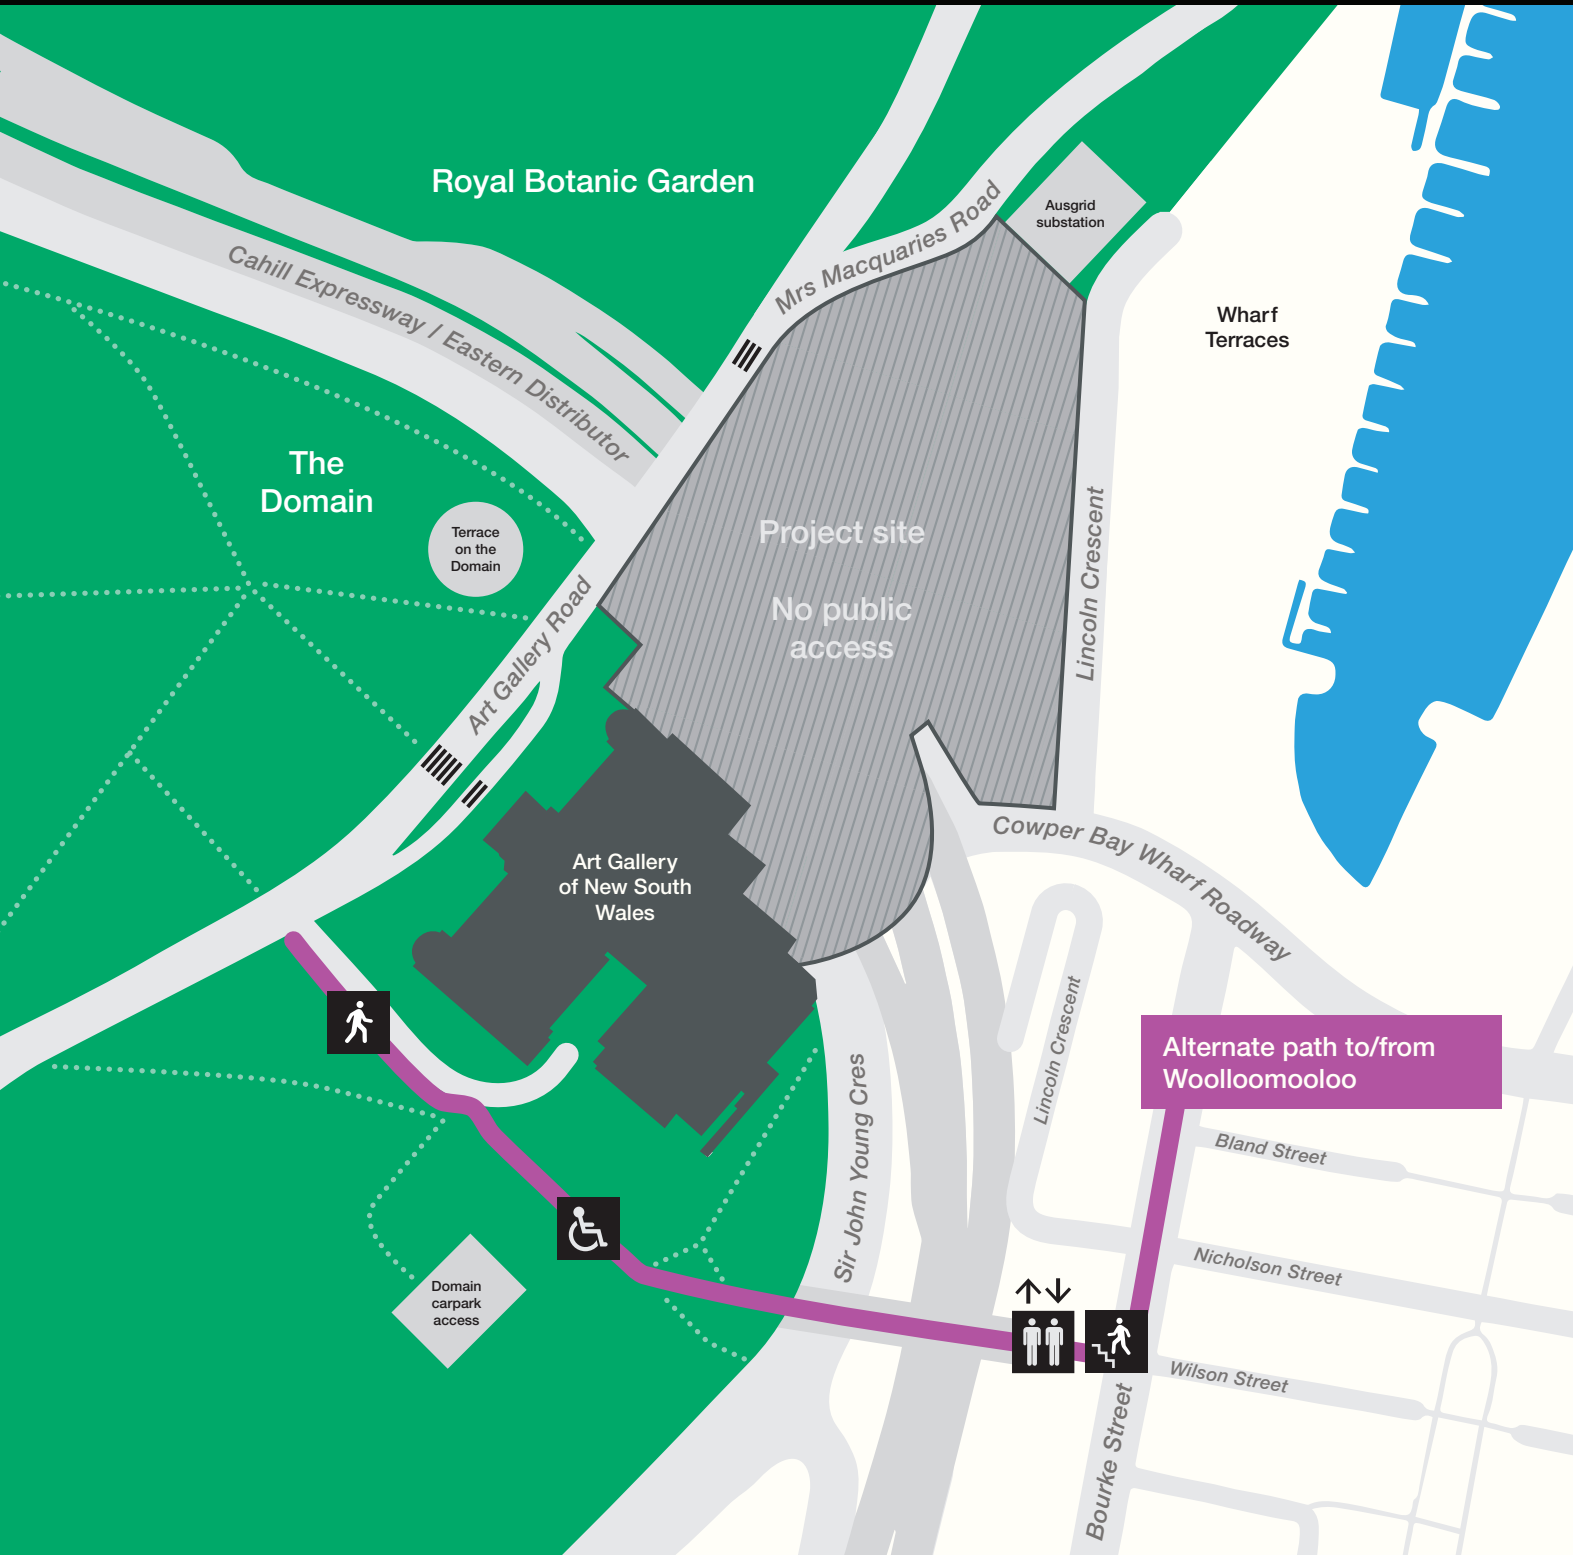 Royal Botanic Garden
Ausgrid
substation
Mrs Macquaries Road
Cahill Expressway / Eastern Distributor
Wharf
Terraces
The
Domain
Terrace
on the
Domain
Project site
No public
access
Lincoln Crescent
Art Gallery Road
Cowper Bay Wharf Roadway
Art Gallery
of New South
Wales
Lincoln Crescent
Sir John Young Cres
Alternate path to/from
Woolloomooloo
Bland Street
Nicholson Street
Domain
carpark
access
Wilson Street
Bourke Street